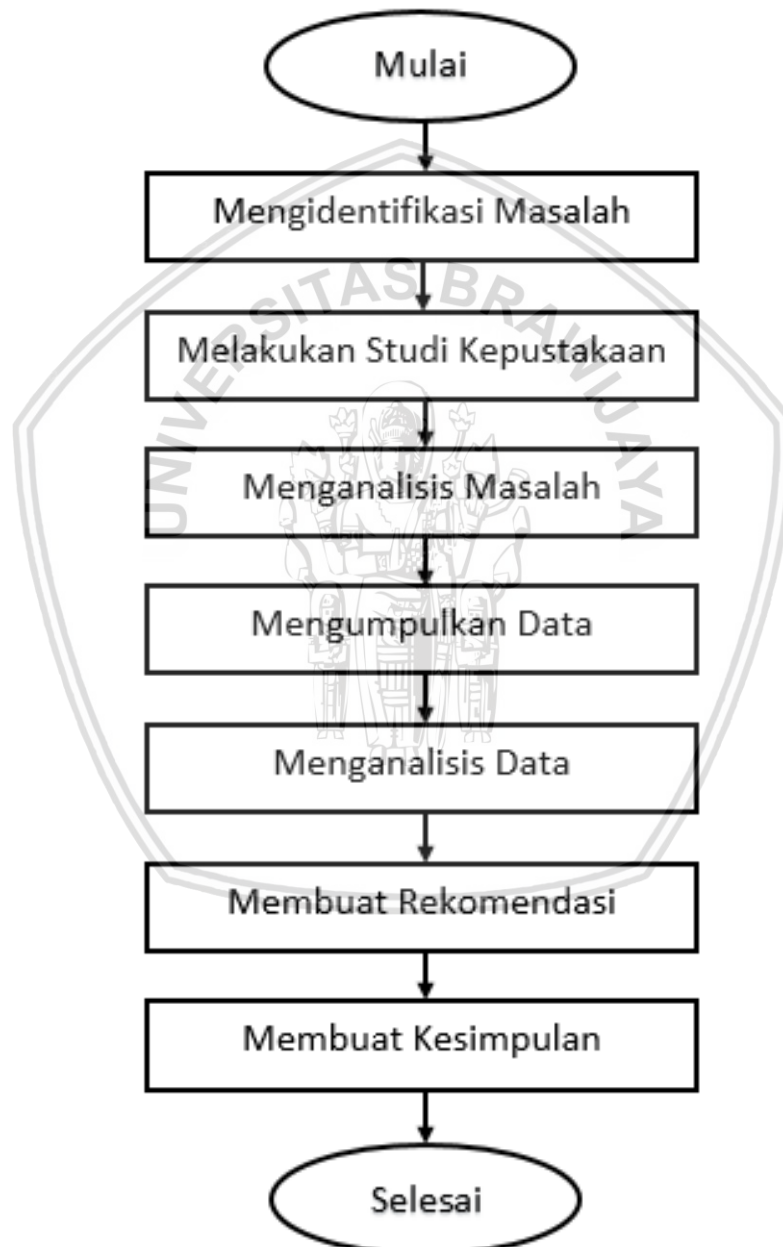 Mulai
Mengidentifikasi Masalah
UNIVERSITAS BRAWIJAYA
Melakukan Studi Kepustakaan
Menganalisis Masalah
Mengumpulkan Data
Menganalisis Data
Membuat Rekomendasi
Membuat Kesimpulan
Selesai